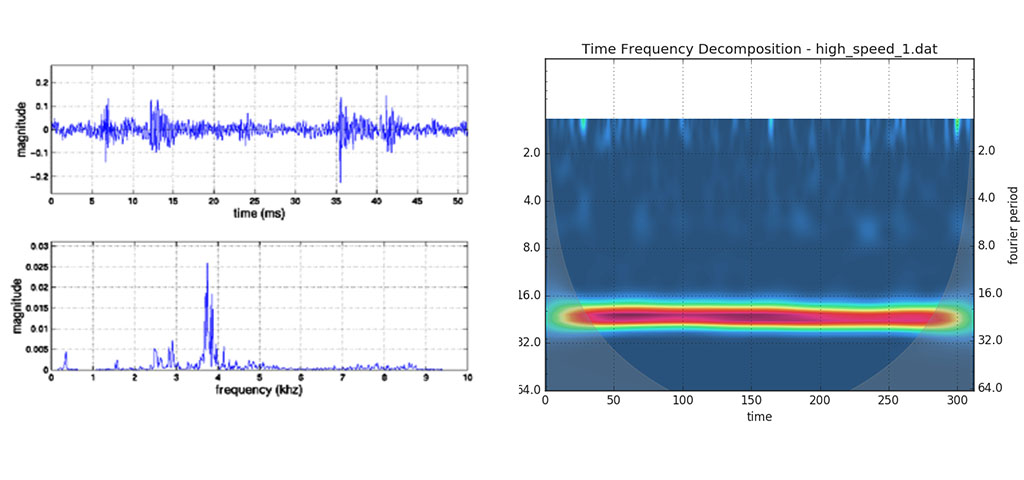 0.2
0.1
0
−0.1
−0.2
magnitude
0 5 10 15 20 25 30 35 40 45 50
time (ms)
0.03
0.025
0.02
0.015
0.01
0.005
0
magnitude
0 1 2 3 4 5 6 7 8 9 10
frequency (khz)
Time Frequency Decomposition - high_speed_1.dat
2.0
4.0
8.0
16.0
32.0
54.0
2.0
4.0
8.0
16.0
32.0
64.0
fourier period
0 50 100 150 200 250 300
time